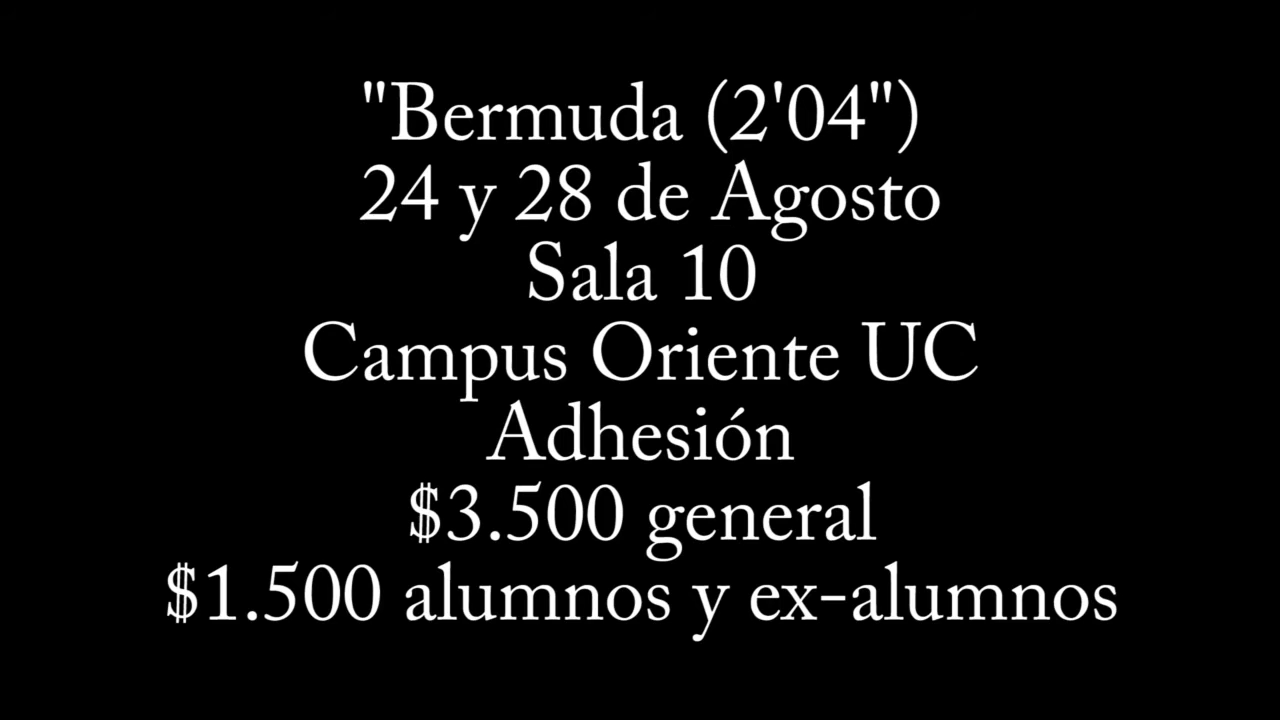 "Bermuda (2'04")
24 y 28 de Agosto
Sala 10
Campus Oriente UC
Adhesión
$3.500 general
$1.500 alumnos y ex-alumnos